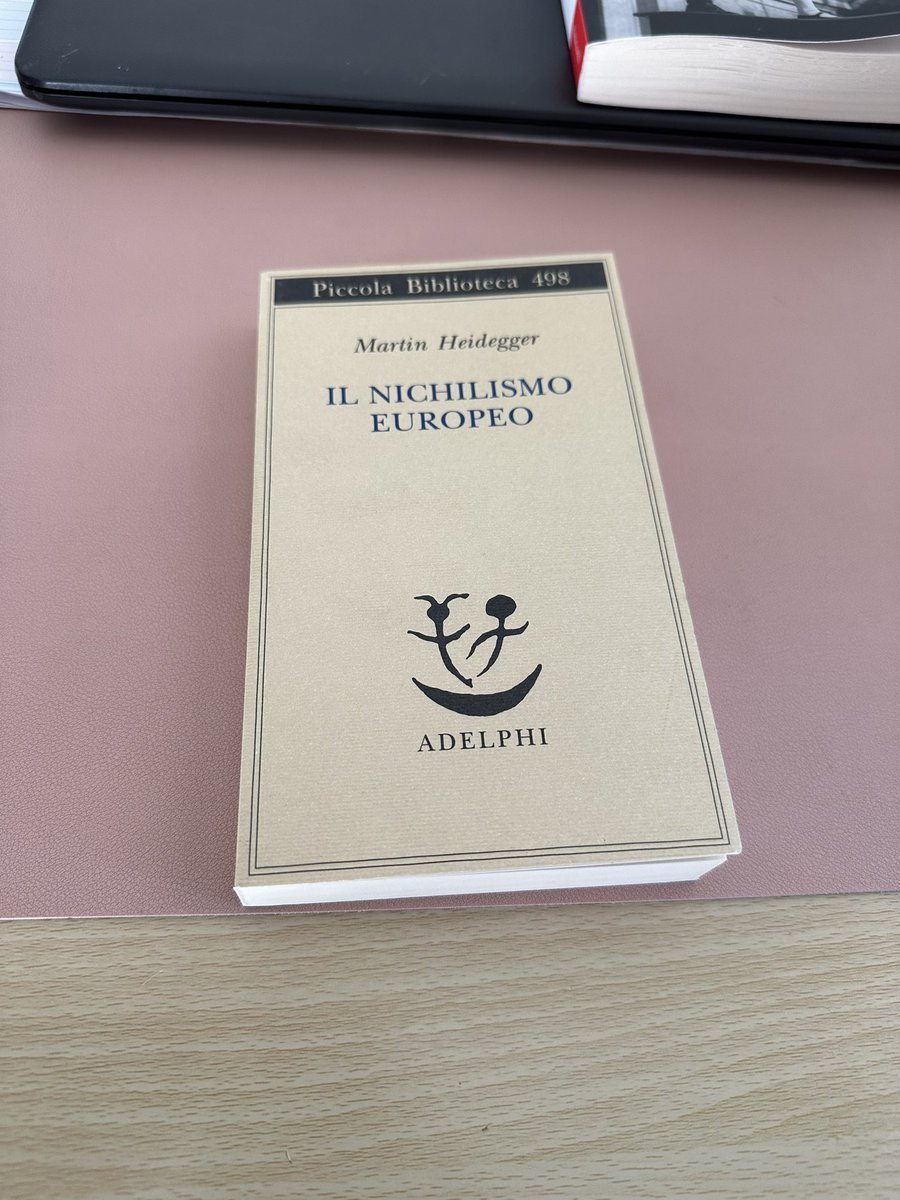 Piccola Biblioteca 498
Martin Heidegger
IL NICHILISMO
EUROPEO
ADELPHI